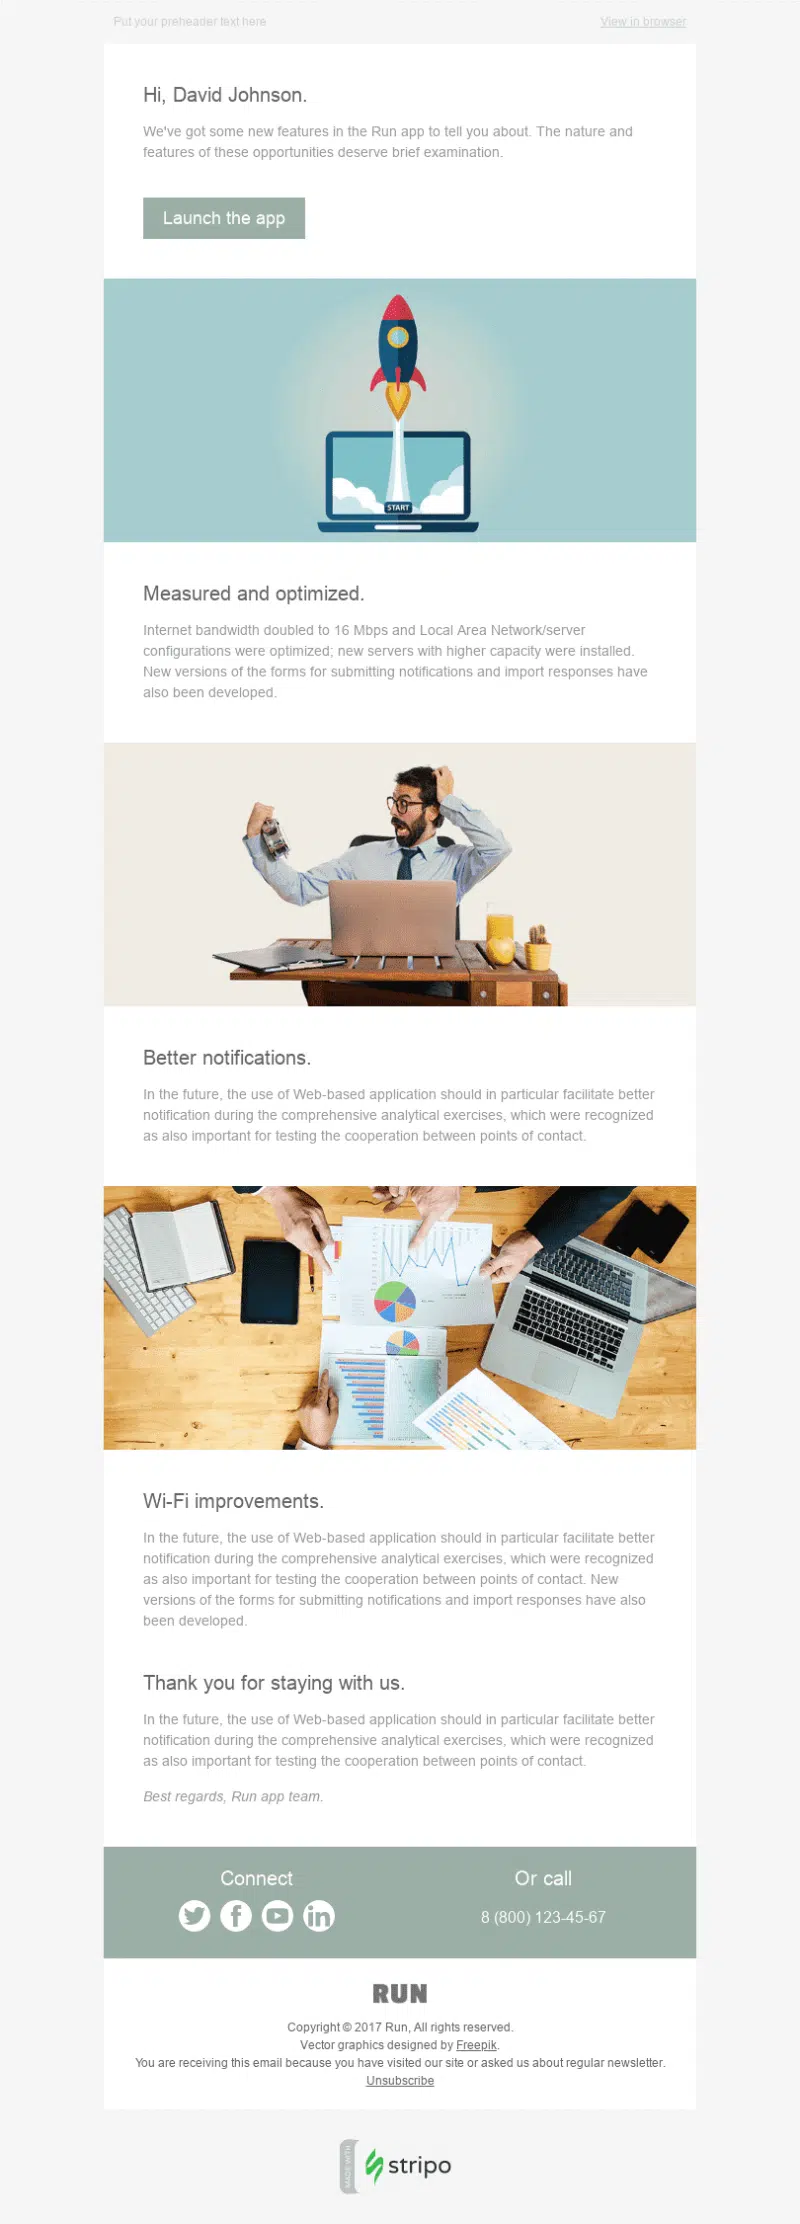 Put your preheader text here
View in browser
Hi, David Johnson.
We've got some new features in the Run app to tell you about. The nature and
features of these opportunities deserve brief examination.
Launch the app
START
Measured and optimized.
Internet bandwidth doubled to 16 Mbps and Local Area Network/server
configurations were optimized; new servers with higher capacity were installed.
New versions of the forms for submitting notifications and import responses have
also been developed.
Better notifications.
In the future, the use of Web-based application should in particular facilitate better
notification during the comprehensive analytical exercises, which were recognized
as also important for testing the cooperation between points of contact.
Wi-Fi improvements.
In the future, the use of Web-based application should in particular facilitate better
notification during the comprehensive analytical exercises, which were recognized
as also important for testing the cooperation between points of contact. New
versions of the forms for submitting notifications and import responses have also
been developed.
Thank you for staying with us.
In the future, the use of Web-based application should in particular facilitate better
notification during the comprehensive analytical exercises, which were recognized
as also important for testing the cooperation between points of contact.
Best regards, Run app team.
Connect
Or call
8 (800) 123-45-67
RUN
Copyright © 2017 Run, All rights reserved.
Vector graphics designed by Freepik.
You are receiving this email because you have visited our site or asked us about regular newsletter.
Unsubscribe
MADE WITH
stripo